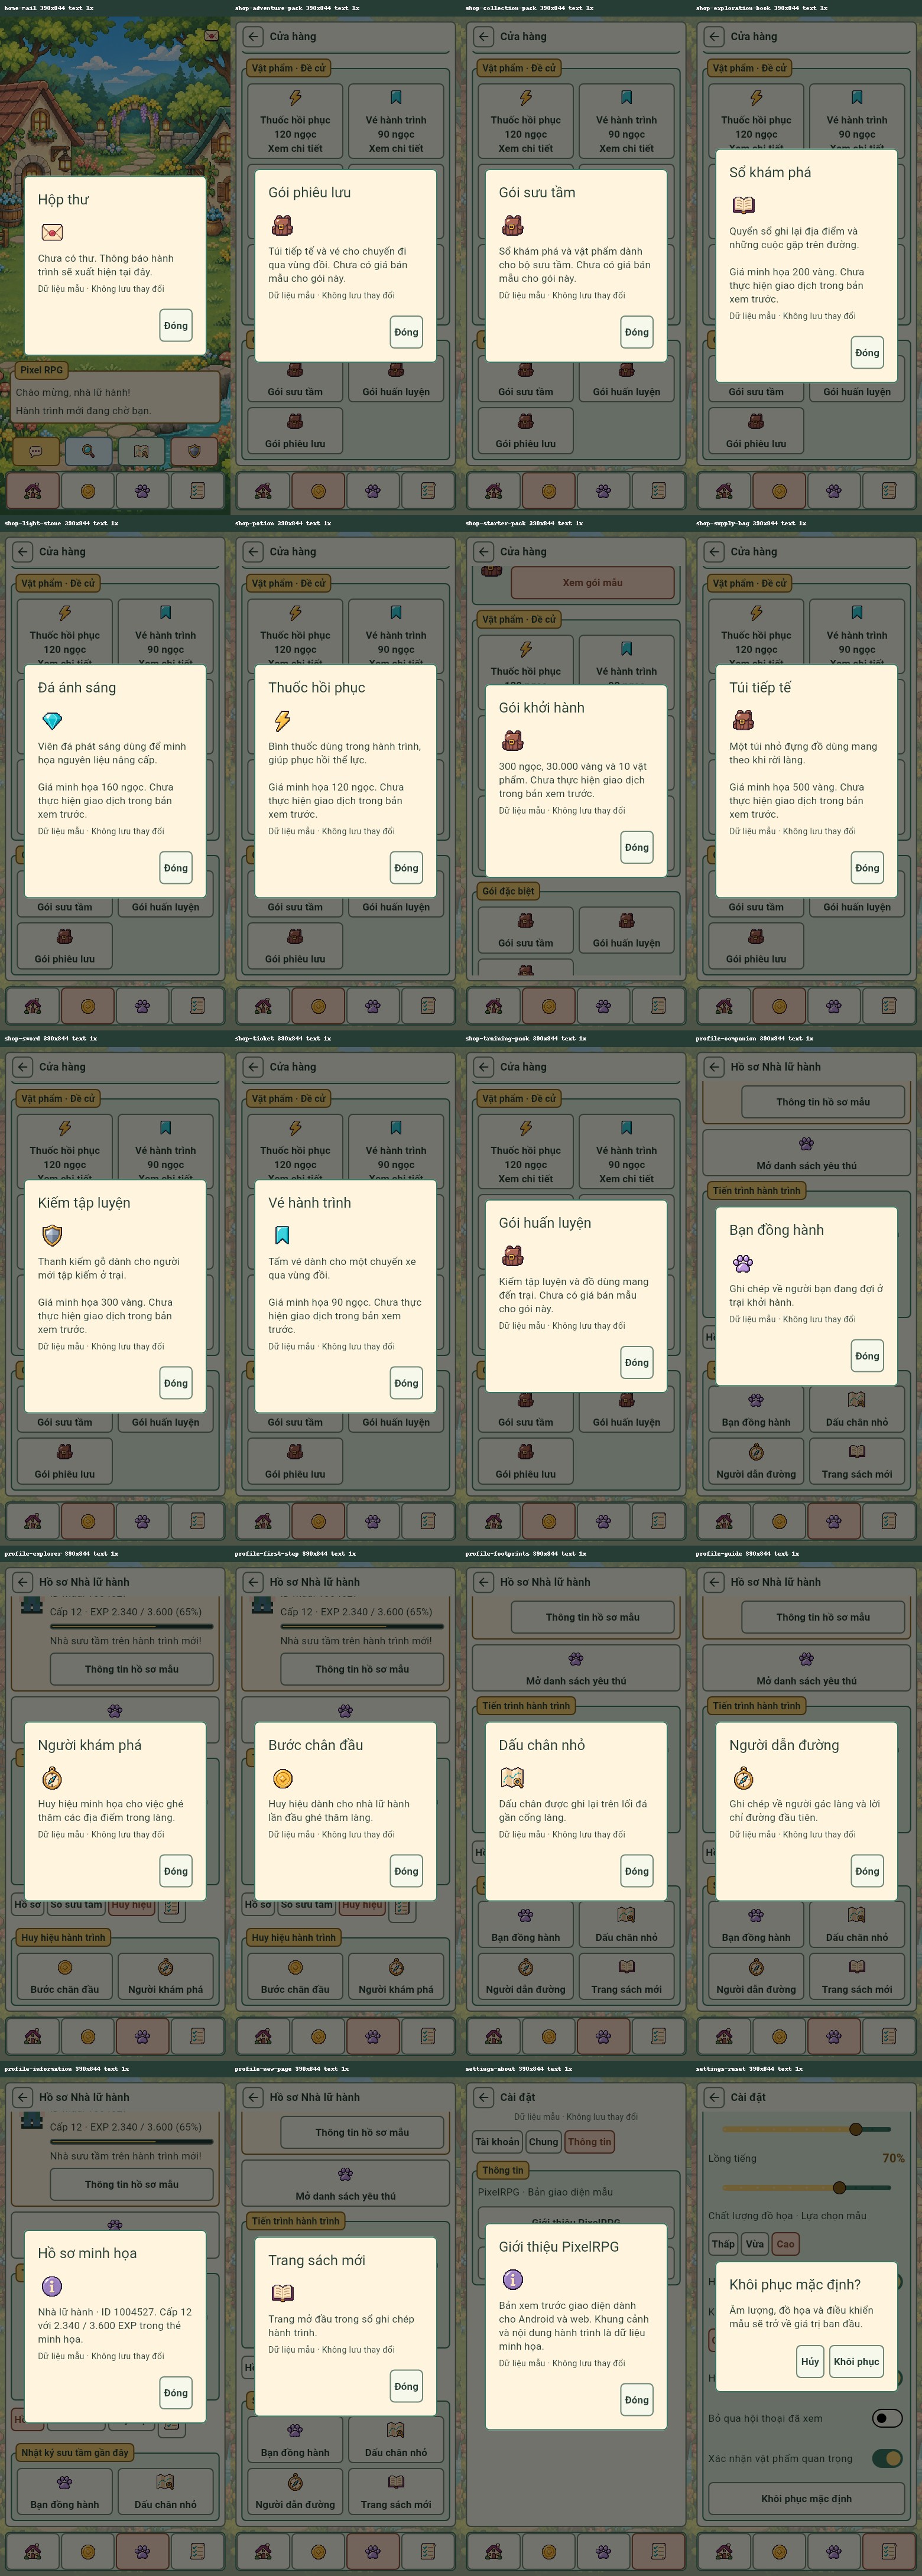 home-mail 390x844 text 1x
Hộp thư
Chưa có thư. Thông báo hành
trình sẽ xuất hiện tại đây.
Dữ liệu mẫu · Không lưu thay đổi
Đóng
Pixel RPG
Chào mừng, nhà lữ hành!
Hành trình mới đang chờ bạn.
shop-adventure-pack 390x844 text 1x
Cửa hàng
Vật phẩm · Đề cử
Thuốc hồi phục
120 ngọc
Xem chi tiết
Vé hành trình
90 ngọc
Xem chi tiết
Gói phiêu lưu
Túi tiếp tế và vé cho chuyến đi
qua vùng đồi. Chưa có giá bán
mẫu cho gói này.
Dữ liệu mẫu · Không lưu thay đổi
Đóng
Gói sưu tầm
Gói huấn luyện
Gói phiêu lưu
shop-collection-pack 390x844 text 1x
Cửa hàng
Vật phẩm · Đề cử
Thuốc hồi phục
120 ngọc
Xem chi tiết
Vé hành trình
90 ngọc
Xem chi tiết
Gói sưu tầm
Sổ khám phá và vật phẩm dành
cho bộ sưu tầm. Chưa có giá bán
mẫu cho gói này.
Dữ liệu mẫu · Không lưu thay đổi
Đóng
Gói sưu tầm
Gói huấn luyện
Gói phiêu lưu
shop-exploration-book 390x844 text 1x
Cửa hàng
Vật phẩm · Đề cử
Thuốc hồi phục
120 ngọc
Xem chi tiết
Vé hành trình
90 ngọc
Xem chi tiết
Sổ khám phá
Quyển sổ ghi lại địa điểm và
những cuộc gặp trên đường.
Giá minh họa 200 vàng. Chưa
thực hiện giao dịch trong bản
xem trước.
Dữ liệu mẫu · Không lưu thay đổi
Đóng
Gói sưu tầm
Gói huấn luyện
Gói phiêu lưu
shop-light-stone 390x844 text 1x
Cửa hàng
Vật phẩm · Đề cử
Thuốc hồi phục
120 ngọc
Xem chi tiết
Vé hành trình
90 ngọc
Xem chi tiết
Đá ánh sáng
Viên đá phát sáng dùng để minh
họa nguyên liệu nâng cấp.
Giá minh họa 160 ngọc. Chưa
thực hiện giao dịch trong bản
xem trước.
Dữ liệu mẫu · Không lưu thay đổi
Đóng
Gói sưu tầm
Gói huấn luyện
Gói phiêu lưu
shop-potion 390x844 text 1x
Cửa hàng
Vật phẩm · Đề cử
Thuốc hồi phục
120 ngọc
Xem chi tiết
Vé hành trình
90 ngọc
Xem chi tiết
Thuốc hồi phục
Bình thuốc dùng trong hành trình,
giúp phục hồi thể lực.
Giá minh họa 120 ngọc. Chưa
thực hiện giao dịch trong bản
xem trước.
Dữ liệu mẫu · Không lưu thay đổi
Đóng
Gói sưu tầm
Gói huấn luyện
Gói phiêu lưu
shop-starter-pack 390x844 text 1x
Cửa hàng
Xem gói mẫu
Vật phẩm · Đề cử
Thuốc hồi phục
Vé hành trình
Gói khởi hành
300 ngọc, 30.000 vàng và 10 vật
phẩm. Chưa thực hiện giao dịch
trong bản xem trước.
Dữ liệu mẫu · Không lưu thay đổi
Đóng
Gói đặc biệt
Gói sưu tầm
Gói huấn luyện
shop-supply-bag 390x844 text 1x
Cửa hàng
Vật phẩm · Đề cử
Thuốc hồi phục
120 ngọc
Xem chi tiết
Vé hành trình
90 ngọc
Xem chi tiết
Túi tiếp tế
Một túi nhỏ đựng đồ dùng mang
theo khi rời làng.
Giá minh họa 500 vàng. Chưa
thực hiện giao dịch trong bản
xem trước.
Dữ liệu mẫu · Không lưu thay đổi
Đóng
Gói sưu tầm
Gói huấn luyện
Gói phiêu lưu
shop-sword 390x844 text 1x
Cửa hàng
Vật phẩm · Đề cử
Thuốc hồi phục
120 ngọc
Xem chi tiết
Vé hành trình
90 ngọc
Xem chi tiết
Kiếm tập luyện
Thanh kiếm gỗ dành cho người
mới tập kiếm ở trại.
Giá minh họa 300 vàng. Chưa
thực hiện giao dịch trong bản
xem trước.
Dữ liệu mẫu · Không lưu thay đổi
Đóng
Gói sưu tầm
Gói huấn luyện
Gói phiêu lưu
shop-ticket 390x844 text 1x
Cửa hàng
Vật phẩm · Đề cử
Thuốc hồi phục
120 ngọc
Xem chi tiết
Vé hành trình
90 ngọc
Xem chi tiết
Vé hành trình
Tấm vé dành cho một chuyến xe
qua vùng đồi.
Giá minh họa 90 ngọc. Chưa thực
hiện giao dịch trong bản xem
trước.
Dữ liệu mẫu · Không lưu thay đổi
Đóng
Gói sưu tầm
Gói huấn luyện
Gói phiêu lưu
shop-training-pack 390x844 text 1x
Cửa hàng
Vật phẩm · Đề cử
Thuốc hồi phục
120 ngọc
Xem chi tiết
Vé hành trình
90 ngọc
Xem chi tiết
Gói huấn luyện
Kiếm tập luyện và đồ dùng mang
đến trại. Chưa có giá bán mẫu
cho gói này.
Dữ liệu mẫu · Không lưu thay đổi
Đóng
Gói sưu tầm
Gói huấn luyện
Gói phiêu lưu
profile-companion 390x844 text 1x
Hồ sơ Nhà lữ hành
Thông tin hồ sơ mẫu
Mở danh sách yêu thú
Tiến trình hành trình
Bạn đồng hành
Ghi chép về người bạn đang đợi ở
trại khởi hành.
Dữ liệu mẫu · Không lưu thay đổi
Đóng
Bạn đồng hành
Dấu chân nhỏ
Người dẫn đường
Trang sách mới
profile-explorer 390x844 text 1x
Hồ sơ Nhà lữ hành
Cấp 12 · EXP 2.340 / 3.600 (65%)
Nhà sưu tầm trên hành trình mới!
Thông tin hồ sơ mẫu
Người khám phá
Huy hiệu minh họa cho việc ghé
thăm các địa điểm trong làng.
Dữ liệu mẫu · Không lưu thay đổi
Đóng
Hồ sơ
Sổ sưu tầm
Huy hiệu
Huy hiệu hành trình
Bước chân đầu
Người khám phá
profile-first-step 390x844 text 1x
Hồ sơ Nhà lữ hành
Cấp 12 · EXP 2.340 / 3.600 (65%)
Nhà sưu tầm trên hành trình mới!
Thông tin hồ sơ mẫu
Bước chân đầu
Huy hiệu dành cho nhà lữ hành
lần đầu ghé thăm làng.
Dữ liệu mẫu · Không lưu thay đổi
Đóng
Hồ sơ
Sổ sưu tầm
Huy hiệu
Huy hiệu hành trình
Bước chân đầu
Người khám phá
profile-footprints 390x844 text 1x
Hồ sơ Nhà lữ hành
Thông tin hồ sơ mẫu
Mở danh sách yêu thú
Tiến trình hành trình
Dấu chân nhỏ
Dấu chân được ghi lại trên lối đá
gần cổng làng.
Dữ liệu mẫu · Không lưu thay đổi
Đóng
Bạn đồng hành
Dấu chân nhỏ
Người dẫn đường
Trang sách mới
profile-guide 390x844 text 1x
Hồ sơ Nhà lữ hành
Thông tin hồ sơ mẫu
Mở danh sách yêu thú
Tiến trình hành trình
Người dẫn đường
Ghi chép về người gác làng và lời
chỉ đường đầu tiên.
Dữ liệu mẫu · Không lưu thay đổi
Đóng
Bạn đồng hành
Dấu chân nhỏ
Người dẫn đường
Trang sách mới
profile-information 390x844 text 1x
Hồ sơ Nhà lữ hành
Cấp 12 · EXP 2.340 / 3.600 (65%)
Nhà sưu tầm trên hành trình mới!
Thông tin hồ sơ mẫu
Hồ sơ minh họa
Nhà lữ hành · ID 1004527. Cấp 12
với 2.340 / 3.600 EXP trong thẻ
minh họa.
Dữ liệu mẫu · Không lưu thay đổi
Đóng
Nhật ký sưu tầm gần đây
Bạn đồng hành
Dấu chân nhỏ
profile-new-page 390x844 text 1x
Hồ sơ Nhà lữ hành
Thông tin hồ sơ mẫu
Mở danh sách yêu thú
Tiến trình hành trình
Trang sách mới
Trang mở đầu trong sổ ghi chép
hành trình.
Dữ liệu mẫu · Không lưu thay đổi
Đóng
Bạn đồng hành
Dấu chân nhỏ
Người dẫn đường
Trang sách mới
settings-about 390x844 text 1x
Cài đặt
Dữ liệu mẫu · Không lưu thay đổi
Tài khoản
Chung
Thông tin
Thông tin
PixelRPG · Bản giao diện mẫu
Giới thiệu PixelRPG
Giới thiệu PixelRPG
Bản xem trước giao diện dành
cho Android và web. Khung cảnh
và nội dung hành trình là dữ liệu
minh họa.
Dữ liệu mẫu · Không lưu thay đổi
Đóng
settings-reset 390x844 text 1x
Cài đặt
Lồng tiếng
70%
Chất lượng đồ họa · Lựa chọn mẫu
Thấp
Vừa
Cao
Khôi phục mặc định?
Âm lượng, đồ họa và điều khiển
mẫu sẽ trở về giá trị ban đầu.
Hủy
Khôi phục
Bỏ qua hội thoại đã xem
Xác nhận vật phẩm quan trọng
Khôi phục mặc định